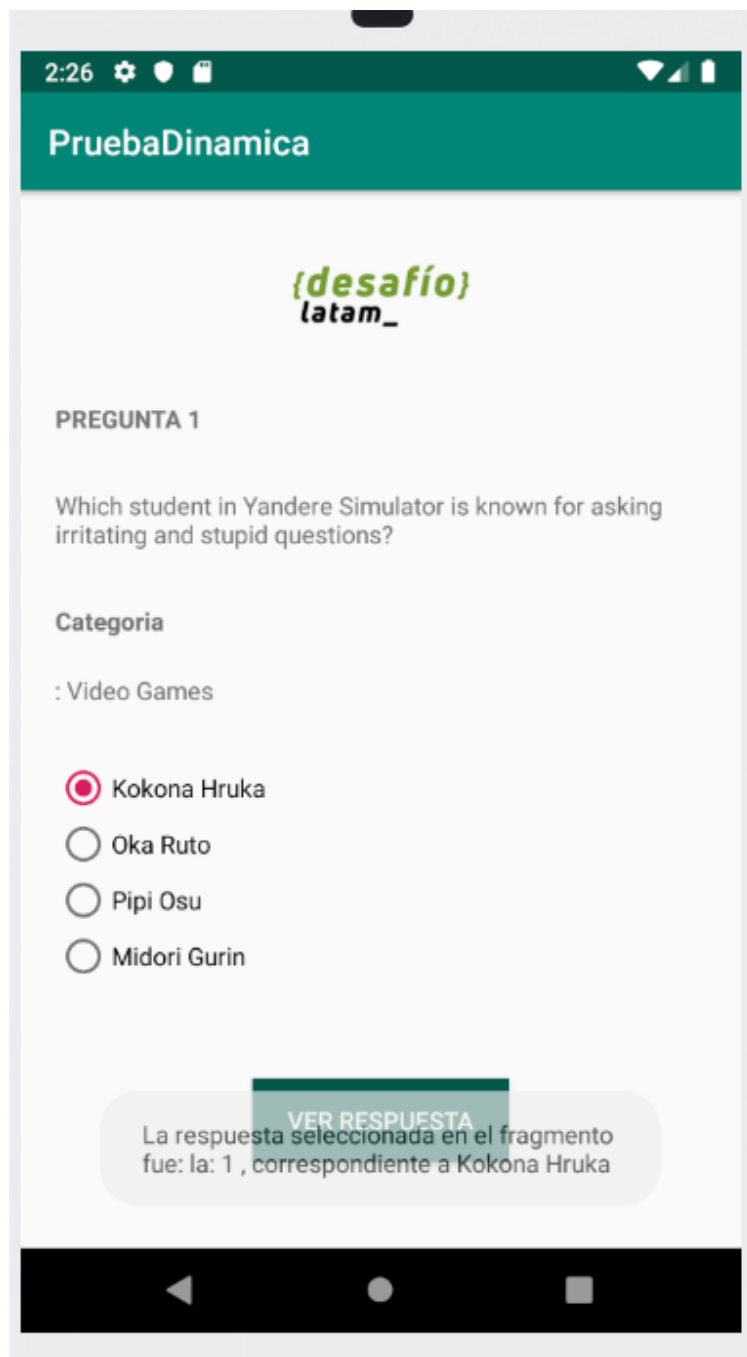 2:26
PruebaDinamica
{desafío}
latam_
PREGUNTA 1
Which student in Yandere Simulator is known for asking
irritating and stupid questions?
Categoria
: Video Games
Kokona Hruka
Oka Ruto
Pipi Osu
Midori Gurin
VER RESPUESTA
La respuesta seleccionada en el fragmento
fue: la: 1 , correspondiente a Kokona Hruka